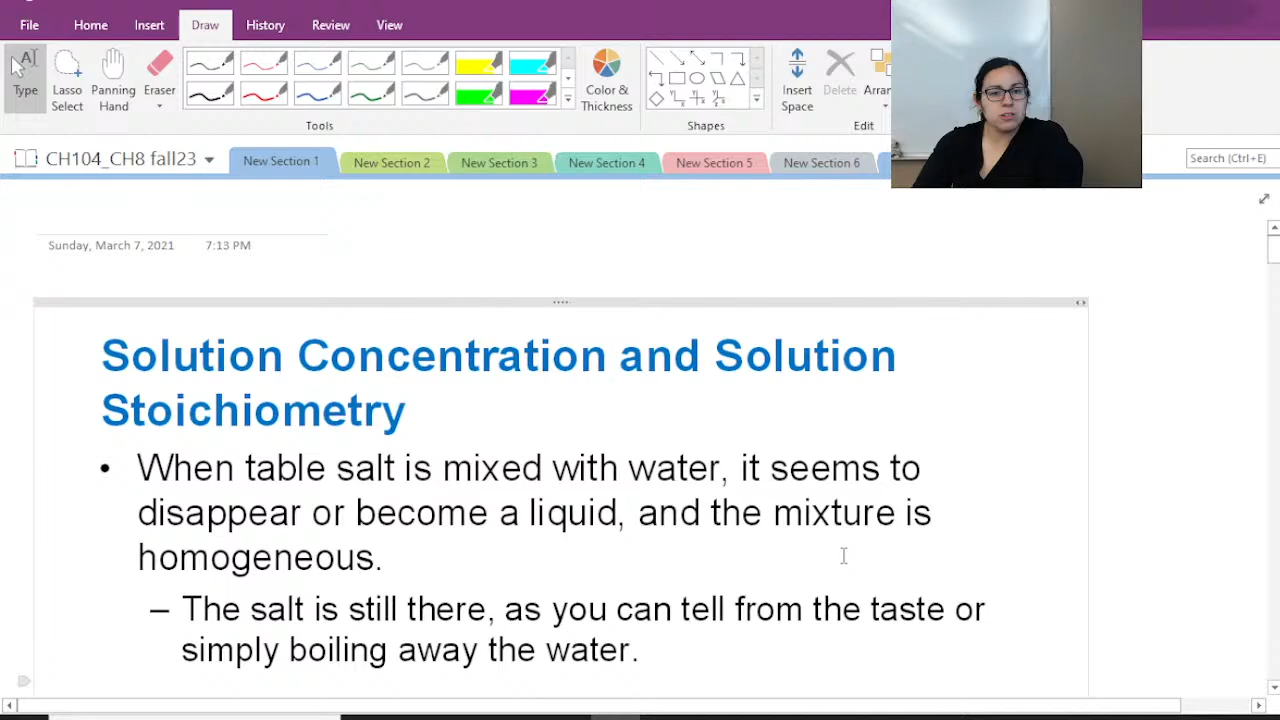 File Home Insert Draw History Review View
Type
Lasso Select
Panning Hand
Eraser
Color & Thickness
Insert Space
Delete
Tools
Shapes
Edit
CH104_CH8 fall23
New Section 1 New Section 2 New Section 3 New Section 4 New Section 5 New Section 6
Search (Ctrl+E)
Sunday, March 7, 2021 7:13 PM
Solution Concentration and Solution
Stoichiometry
• When table salt is mixed with water, it seems to
disappear or become a liquid, and the mixture is
homogeneous.
– The salt is still there, as you can tell from the taste or
simply boiling away the water.